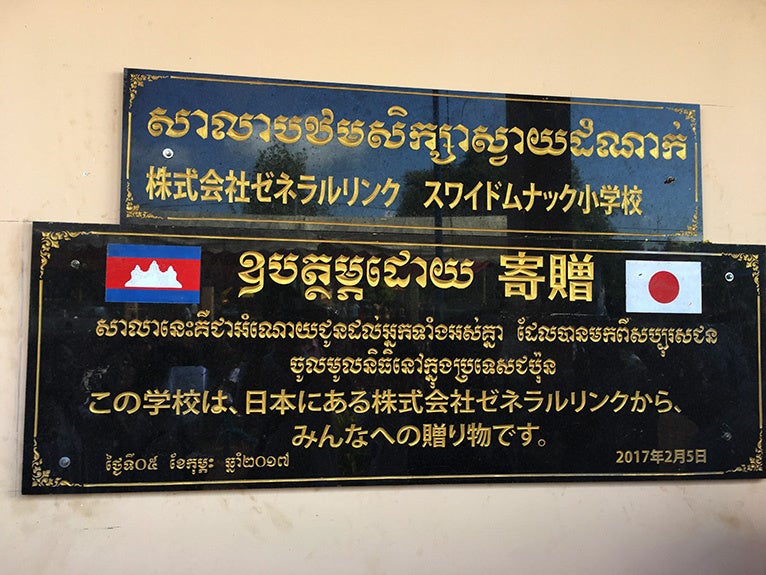 សាលាបឋមសិក្សាស្វាយដំណាក់
株式会社ゼネラルリンク　スワイドムナック小学校
ឧបត្ថម្ភដោយ 寄贈
សាលានេះគឺជាអំណោយជូនដល់អ្នកទាំងអស់គ្នា ដែលបានមកពីសប្បុរសជន
ចូលមូលនិធិនៅក្នុងប្រទេសជប៉ុន
この学校は、日本にある株式会社ゼネラルリンクから、
みんなへの贈り物です。
ថ្ងៃទី០៥ ខែកុម្ភះ ឆ្នាំ២០១៧ 2017年2月5日